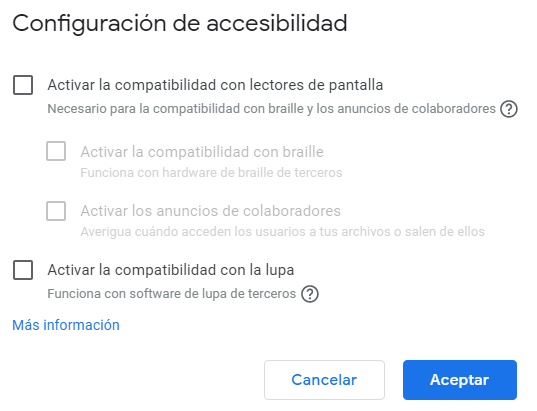 Configuración de accesibilidad
Activar la compatibilidad con lectores de pantalla
Necesario para la compatibilidad con braille y los anuncios de colaboradores
Activar la compatibilidad con braille
Funciona con hardware de braille de terceros
Activar los anuncios de colaboradores
Averigua cuándo acceden los usuarios a tus archivos o salen de ellos
Activar la compatibilidad con la lupa
Funciona con software de lupa de terceros
Más información
Cancelar
Aceptar